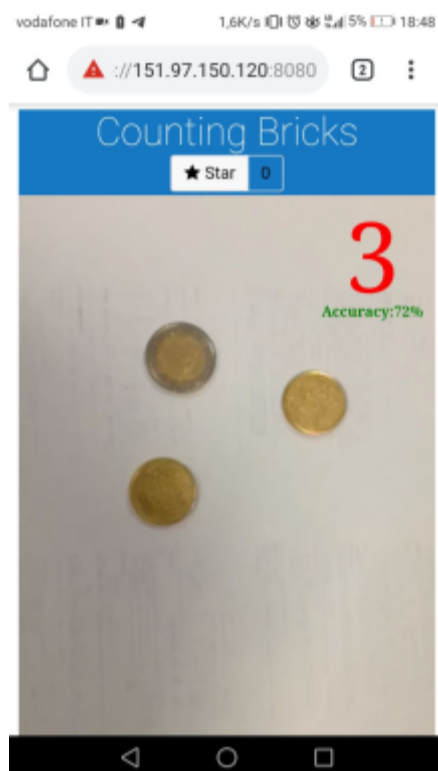 vodafone IT 1,6K/s 5% 18:48
://151.97.150.120:8080 2
Counting Bricks
★ Star 0
3
Accuracy:72%